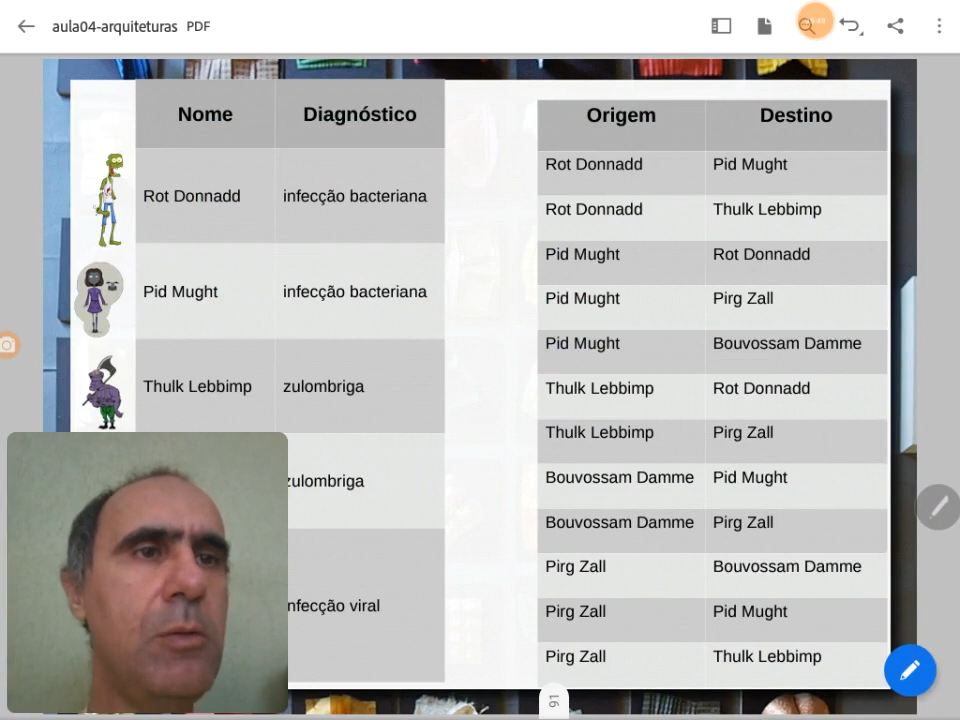 aula04-arquiteturas PDF
Nome Diagnóstico
Rot Donnadd infecção bacteriana
Pid Mught infecção bacteriana
Thulk Lebbimp zulombriga
zulombriga
nfecção viral
Origem Destino
Rot Donnadd Pid Mught
Rot Donnadd Thulk Lebbimp
Pid Mught Rot Donnadd
Pid Mught Pirg Zall
Pid Mught Bouvossam Damme
Thulk Lebbimp Rot Donnadd
Thulk Lebbimp Pirg Zall
Bouvossam Damme Pid Mught
Bouvossam Damme Pirg Zall
Pirg Zall Bouvossam Damme
Pirg Zall Pid Mught
Pirg Zall Thulk Lebbimp